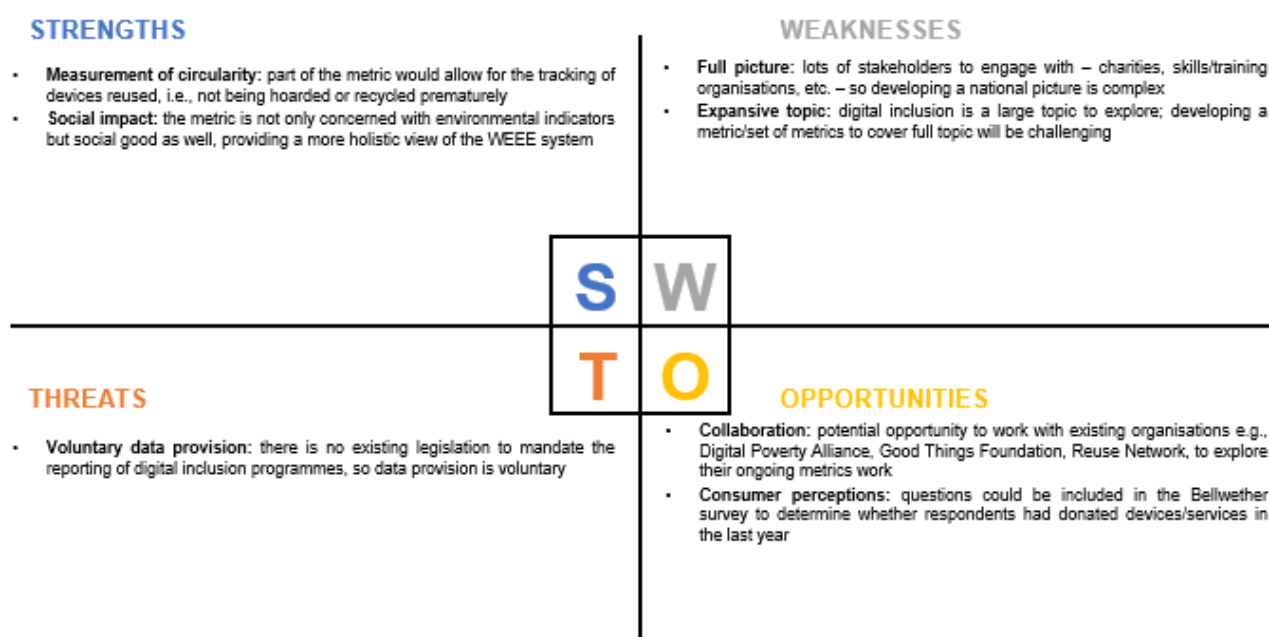 STRENGTHS
▪ Measurement of circularity: part of the metric would allow for the tracking of
devices reused, i.e., not being hoarded or recycled prematurely
▪ Social impact: the metric is not only concerned with environmental indicators
but social good as well, providing a more holistic view of the WEEE system
WEAKNESSES
▪ Full picture: lots of stakeholders to engage with – charities, skills/training
organisations, etc. – so developing a national picture is complex
▪ Expansive topic: digital inclusion is a large topic to explore; developing a
metric/set of metrics to cover full topic will be challenging
S W
T O
THREATS
▪ Voluntary data provision: there is no existing legislation to mandate the
reporting of digital inclusion programmes, so data provision is voluntary
OPPORTUNITIES
▪ Collaboration: potential opportunity to work with existing organisations e.g.,
Digital Poverty Alliance, Good Things Foundation, Reuse Network, to explore
their ongoing metrics work
▪ Consumer perceptions: questions could be included in the Bellwether
survey to determine whether respondents had donated devices/services in
the last year